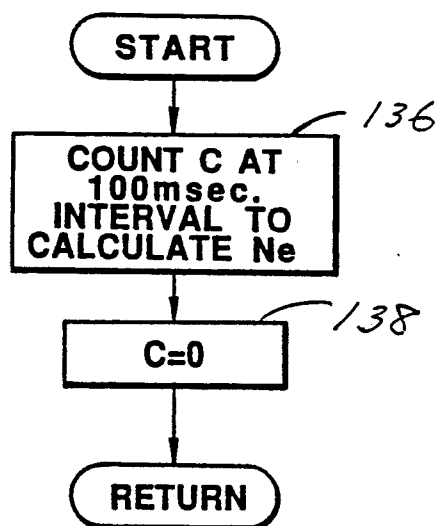 START
136
COUNT C AT
100msec.
INTERVAL TO
CALCULATE Ne
138
C=0
RETURN